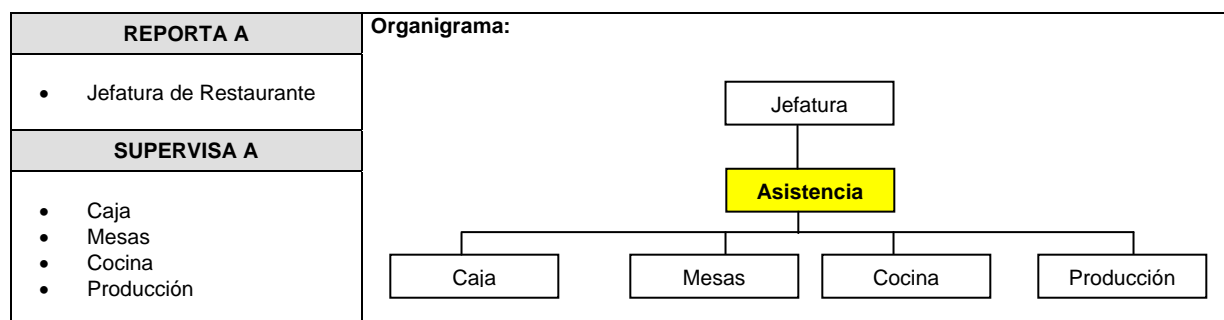 REPORTA A
• Jefatura de Restaurante
SUPERVISA A
• Caja
• Mesas
• Cocina
• Producción
Organigrama:
Jefatura
Asistencia
Caja
Mesas
Cocina
Producción